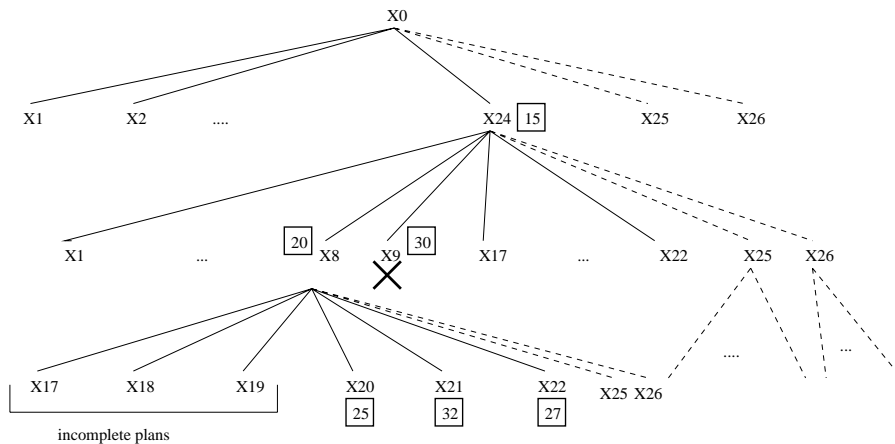 X0
X1 X2 .... X24 15 X25 X26
X1 ... 20 X8 X9 30 X17 ... X22 X25 X26
.... ...
X17 X18 X19 X20 X21 X22 X25 X26
25 32 27
incomplete plans